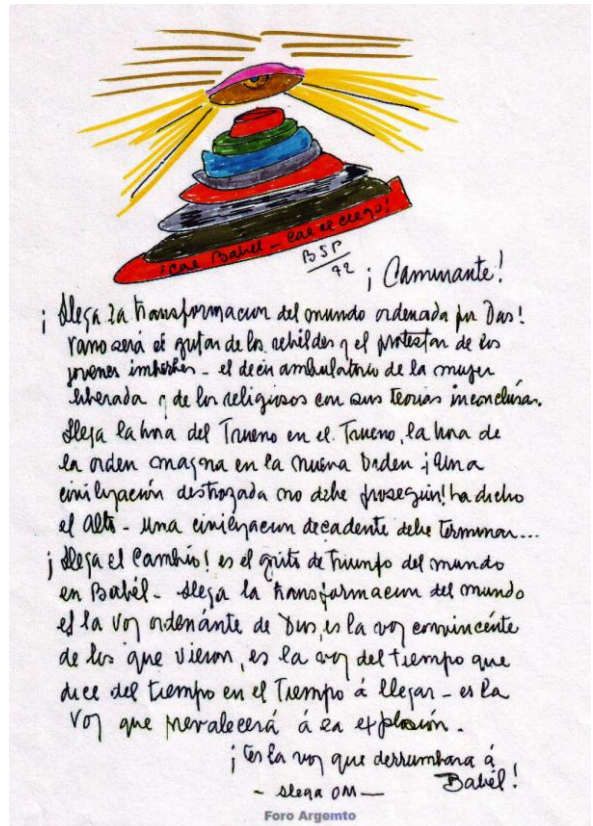 ¡Cae Babel - cae el ciego!
BSP
72
¡Caminante!
¡Llega la transformacion del mundo ordenada por Dios!
vano será el gritar de los rebeldes y el protestar de los
jovenes imberbes - el decir ambulatorio de la mujer
liberada y de los religiosos con sus teorias inconclusas.
Llega la hora del Trueno en el Trueno, la hora de
la orden magna en la nueva Orden ¡Una
civilización destrozada no debe proseguir! ha dicho
el Alto - una civilizacion decadente debe terminar...
¡Llega el Cambio! es el grito de triunfo del mundo
en Babél - llega la transformacion del mundo
es la voz ordenánte de Dios, es la voz convincénte
de los que vieron, es la voz del tiempo que
dice del tiempo en el Tiempo á llegar - es la
Voz que prevalecerá á la explosión.
¡es la voz que derrumbara á
Babél!
- llega OM -
Foro Argemto